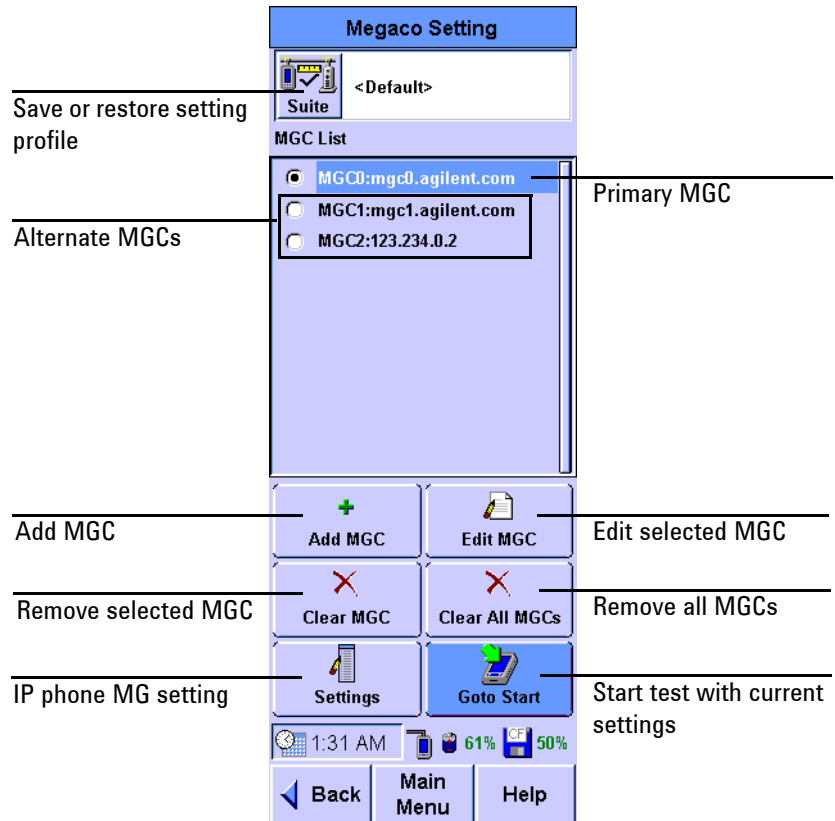 Megaco Setting
Suite
<Default>
Save or restore setting
profile
MGC List
MGC0:mgc0.agilent.com
Primary MGC
MGC1:mgc1.agilent.com
Alternate MGCs
MGC2:123.234.0.2
Add MGC
Add MGC
Edit MGC
Edit selected MGC
Remove selected MGC
Clear MGC
Clear All MGCs
Remove all MGCs
IP phone MG setting
Settings
Goto Start
Start test with current
settings
1:31 AM
61%
CF
50%
Back
Main
Menu
Help